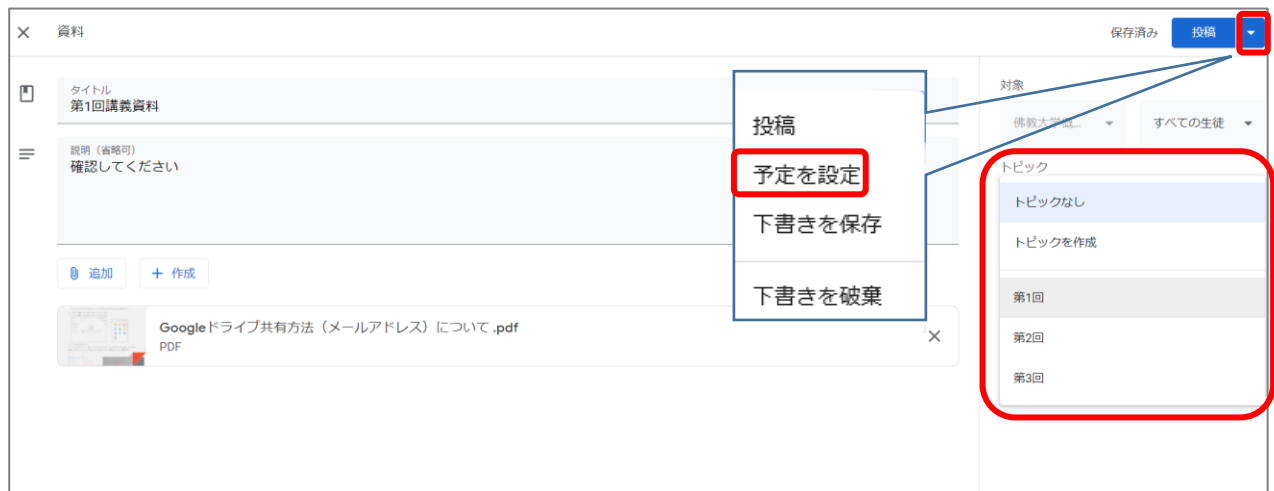 資料
保存済み
投稿
タイトル
第1回講義資料
説明（省略可）
確認してください
追加
作成
Googleドライブ共有方法（メールアドレス）について.pdf
PDF
投稿
予定を設定
下書きを保存
下書きを破棄
対象
佛教大学
すべての生徒
トピック
トピックなし
トピックを作成
第1回
第2回
第3回